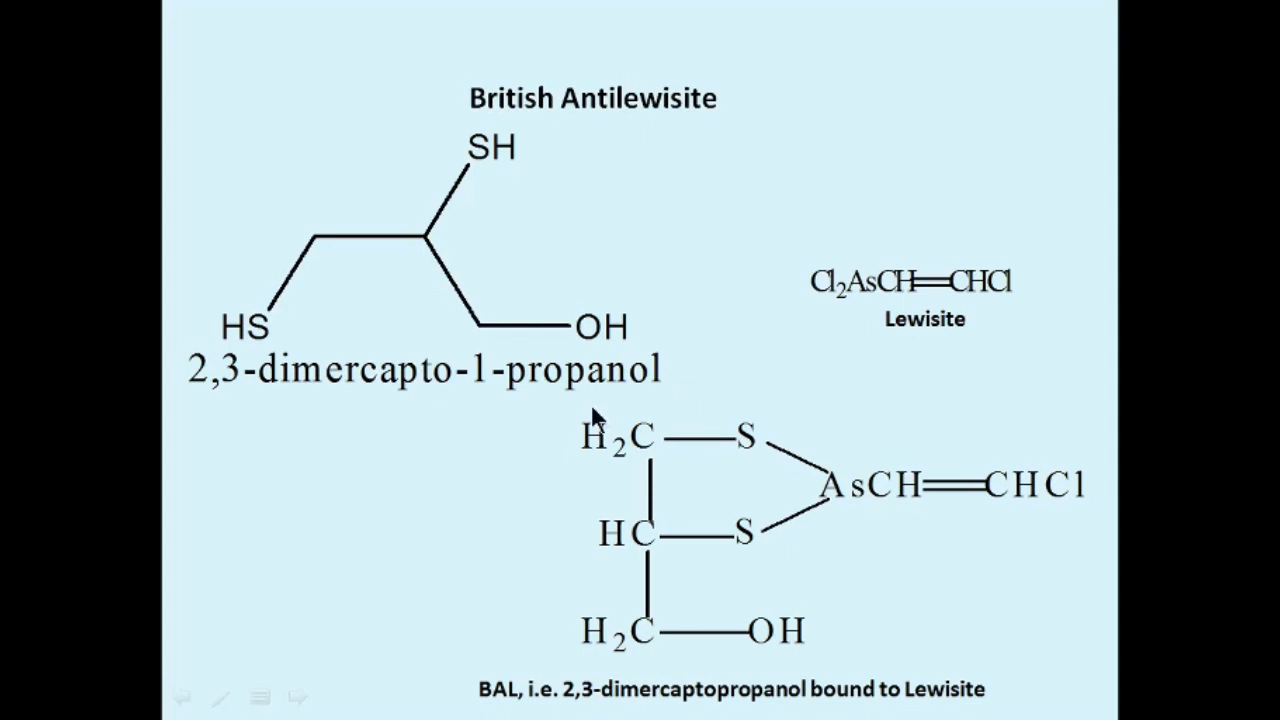 British Antilewisite
SH
HS
OH
2,3-dimercapto-1-propanol
Cl₂AsCH=CHCl
Lewisite
H₂C—S
AsCH=CHCl
HC—S
H₂C—OH
BAL, i.e. 2,3-dimercaptopropanol bound to Lewisite